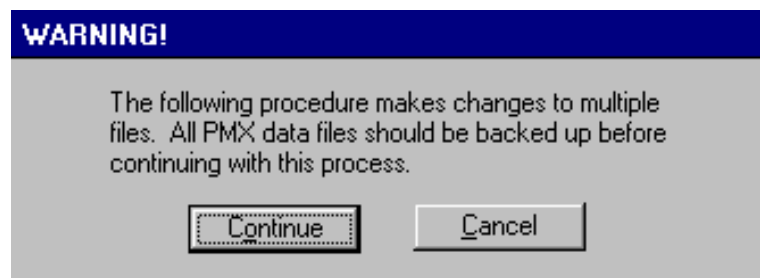 WARNING!
The following procedure makes changes to multiple
files.  All PMX data files should be backed up before
continuing with this process.
Continue
Cancel